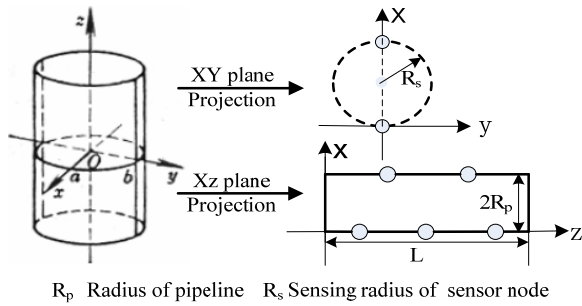 z
O
x
a
b
y
XY plane
Projection
X
Rs
y
Xz plane
Projection
X
2Rp
z
L
Rp Radius of pipeline Rs Sensing radius of sensor node